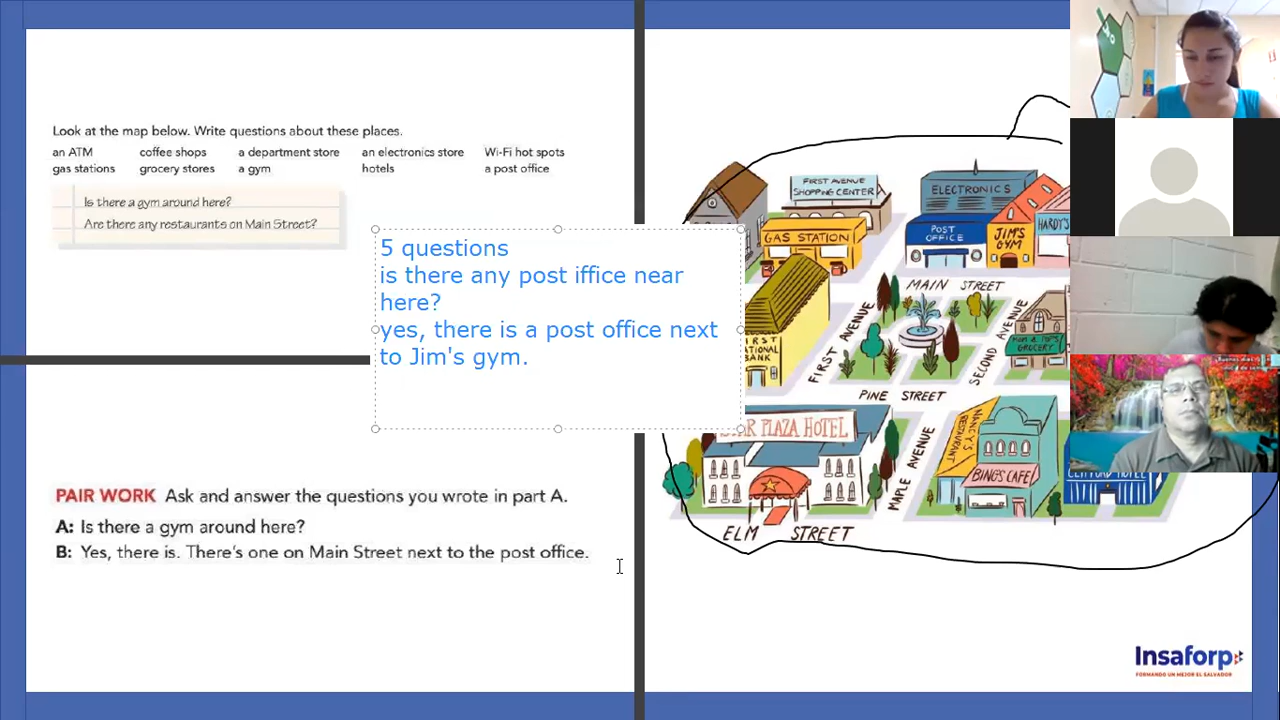 Look at the map below. Write questions about these places.
an ATM coffee shops a department store an electronics store Wi-Fi hot spots
gas stations grocery stores a gym hotels a post office
Is there a gym around here?
Are there any restaurants on Main Street?
5 questions
is there any post iffice near
here?
yes, there is a post office next
to Jim's gym.
PAIR WORK Ask and answer the questions you wrote in part A.
A: Is there a gym around here?
B: Yes, there is. There's one on Main Street next to the post office.
FIRST AVENUE
SHOPPING CENTER
ELECTRONICS
GAS STATION
POST
OFFICE
JIM'S
GYM
HARDY'S
MAIN STREET
FIRST AVENUE
SECOND AVENUE
GROCERY
BANK
PINE STREET
PLAZA HOTEL
MAPLE AVENUE
NANCY'S
RESTAURANT
BING'S CAFE
CLIFFORD HOTEL
ELM STREET
Insaforp
FORMANDO UN MEJOR EL SALVADOR